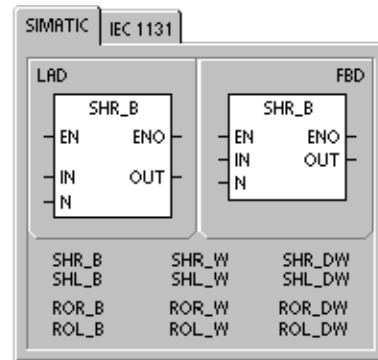 SIMATIC IEC 1131
LAD FBD
SHR_B SHR_B
EN ENO EN ENO
IN OUT IN OUT
N N
SHR_B SHR_W SHR_DW
SHL_B SHL_W SHL_DW
ROR_B ROR_W ROR_DW
ROL_B ROL_W ROL_DW